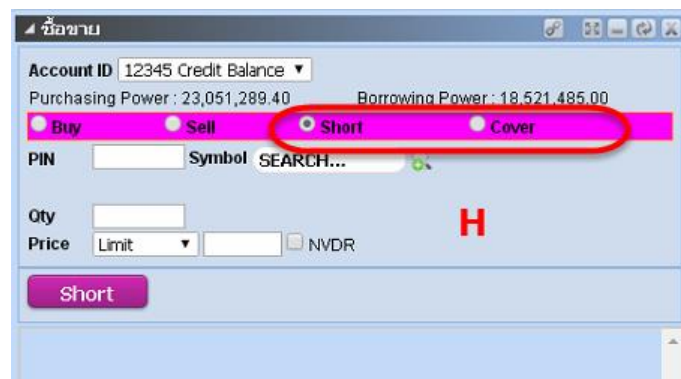 ซื้อขาย
Account ID 12345 Credit Balance
Purchasing Power : 23,051,289.40 Borrowing Power : 18,521,485.00
Buy Sell Short Cover
PIN Symbol SEARCH...
Qty
H
Price Limit NVDR
Short